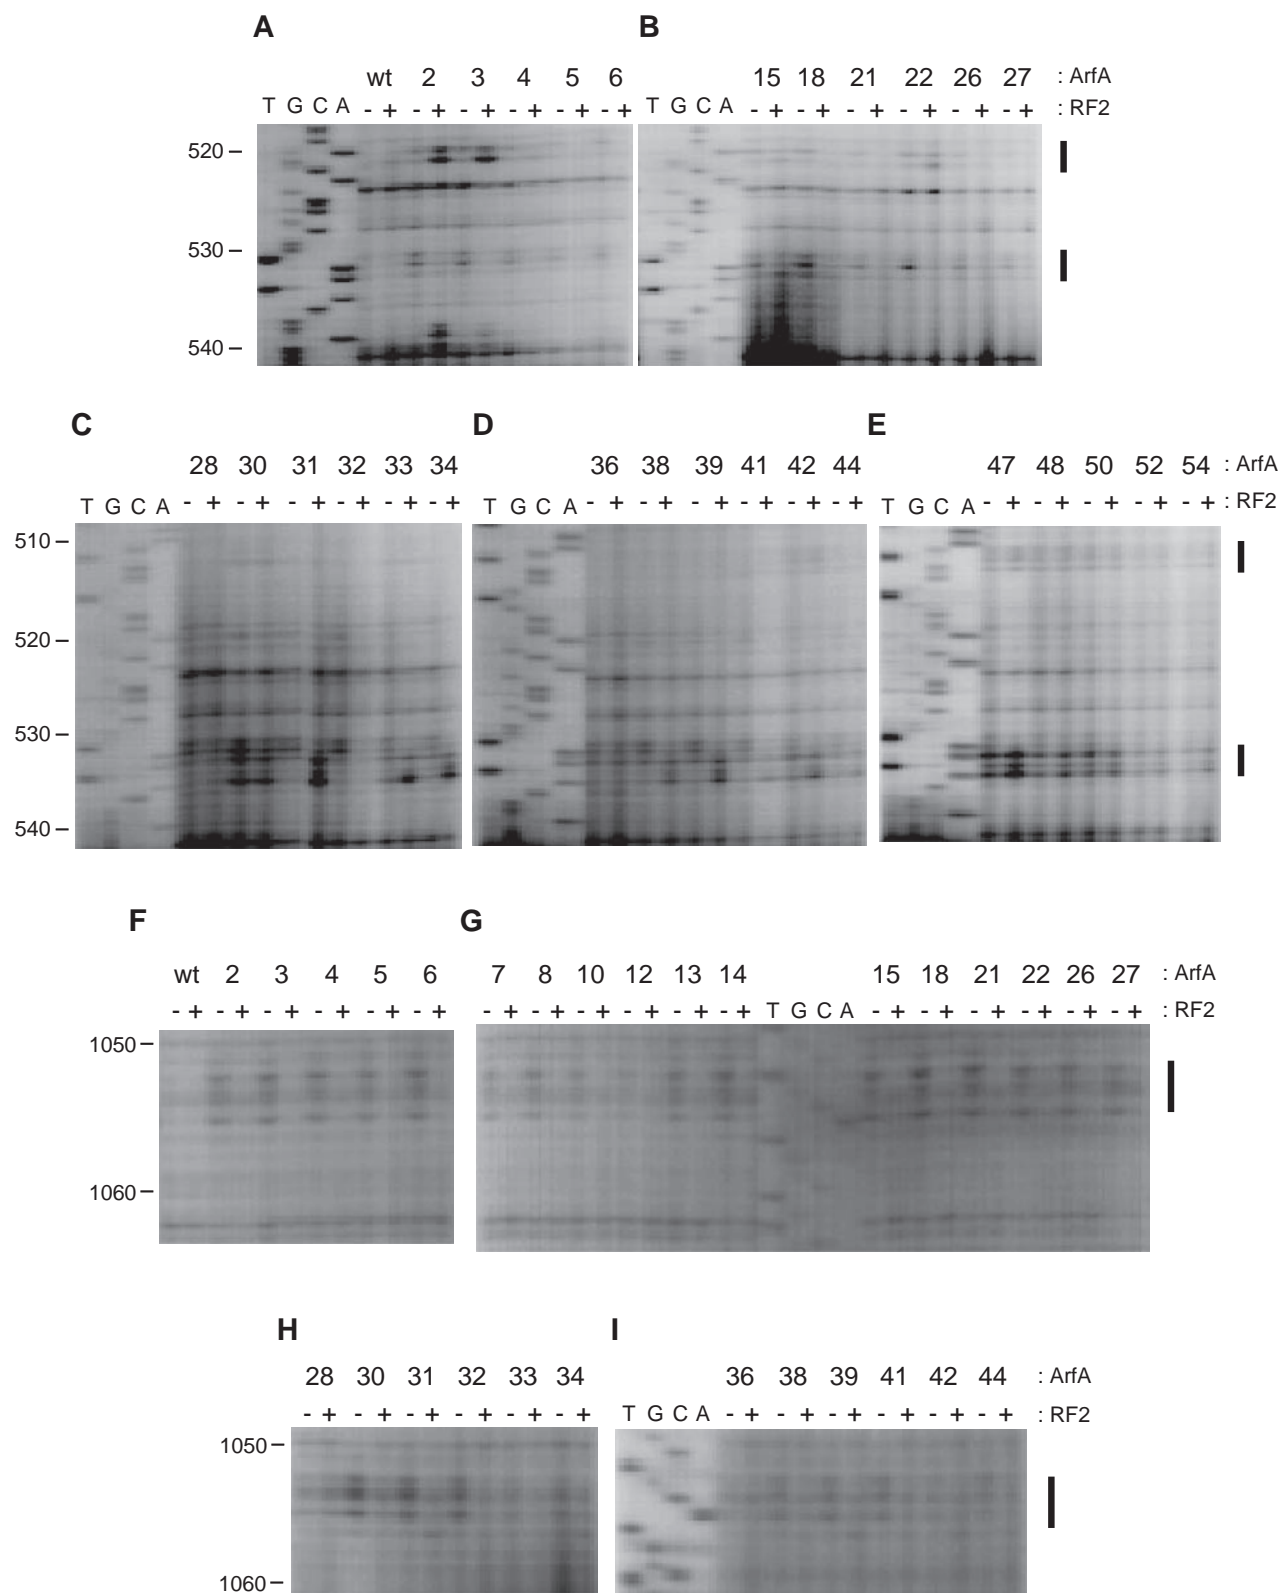 A B
wt 2 3 4 5 6 15 18 21 22 26 27 : ArfA
T G C A - + - + - + - + - + - + T G C A - + - + - + - + - + - + : RF2
520
530
540
C D E
28 30 31 32 33 34 36 38 39 41 42 44 47 48 50 52 54 : ArfA
T G C A - + - + - + - + - + - + T G C A - + - + - + - + - + - + T G C A - + - + - + - + - + : RF2
510
520
530
540
F G
wt 2 3 4 5 6 7 8 10 12 13 14 15 18 21 22 26 27 : ArfA
- + - + - + - + - + - + - + - + - + - + - + - + T G C A - + - + - + - + - + - + : RF2
1050
1060
H I
28 30 31 32 33 34 36 38 39 41 42 44 : ArfA
- + - + - + - + - + - + T G C A - + - + - + - + - + - + : RF2
1050
1060